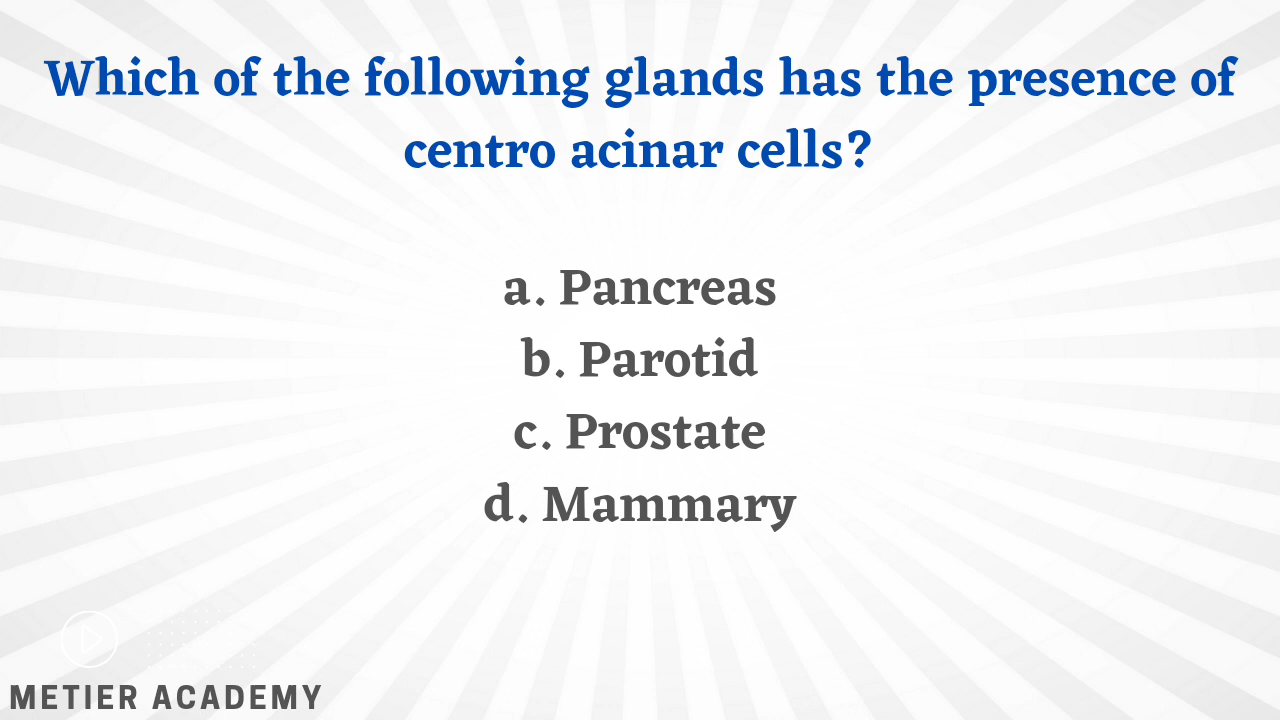 Which of the following glands has the presence of
centro acinar cells?
a. Pancreas
b. Parotid
c. Prostate
d. Mammary
METIER ACADEMY